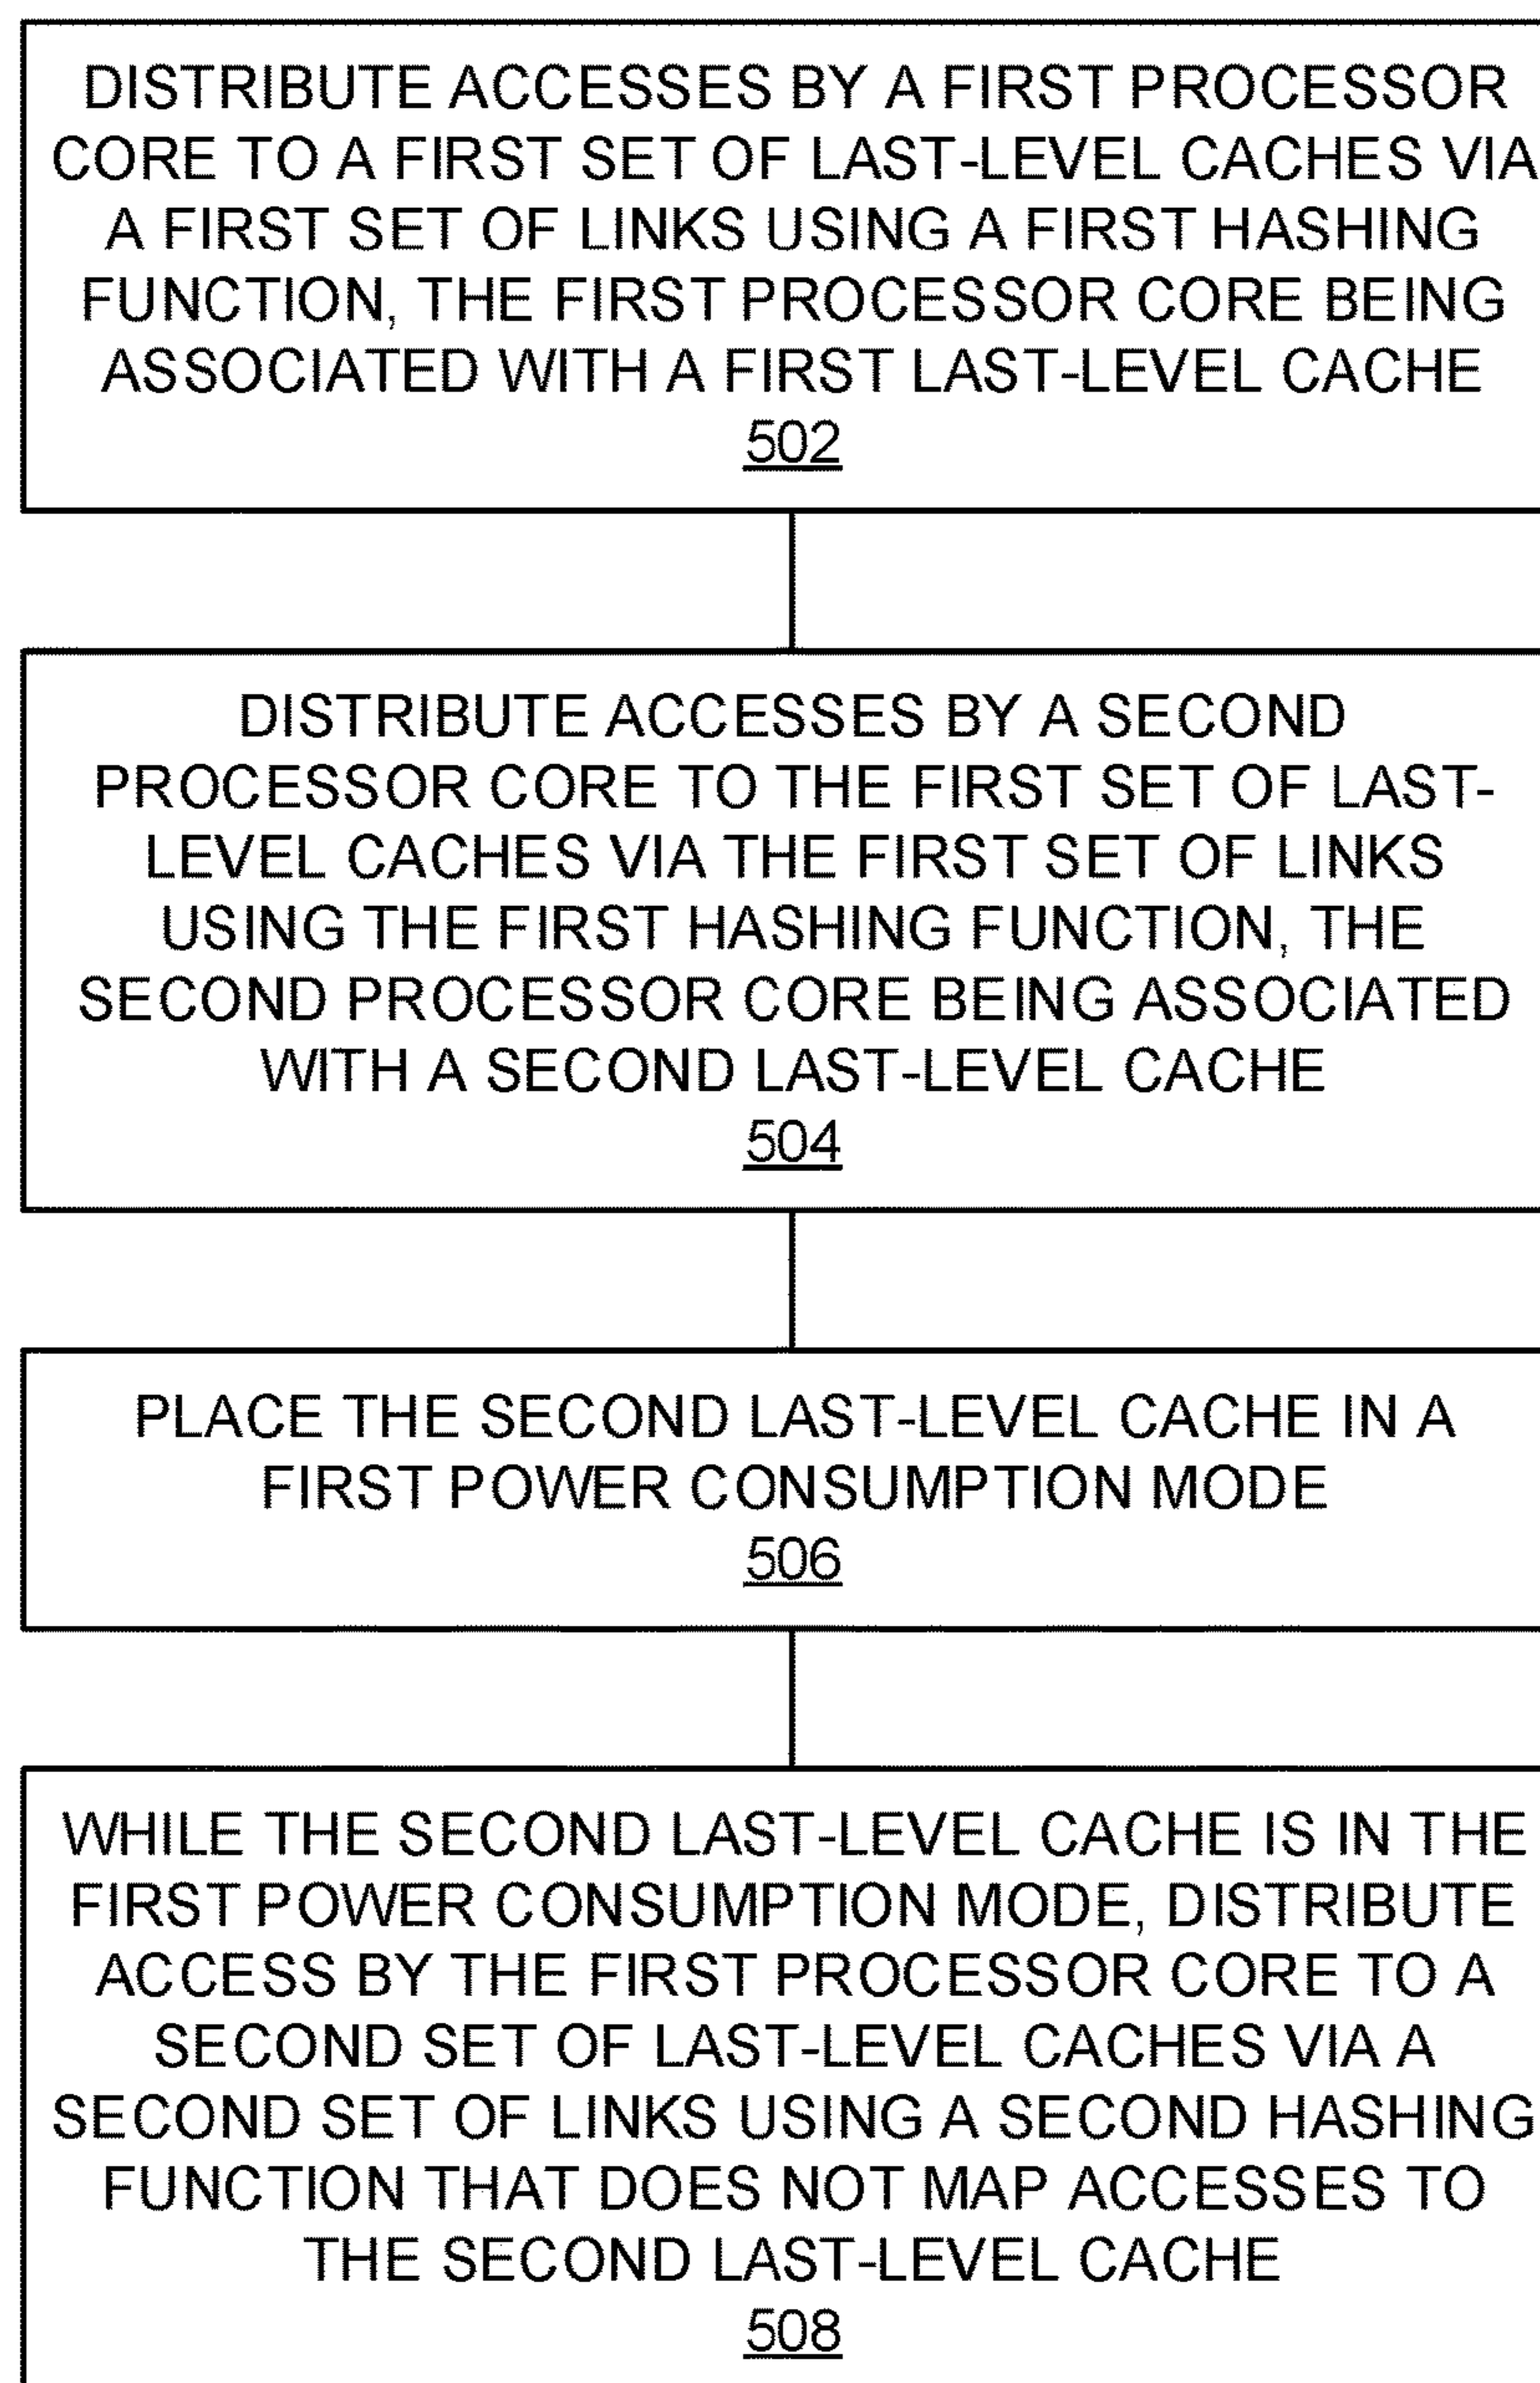 DISTRIBUTE ACCESSES BY A FIRST PROCESSOR
CORE TO A FIRST SET OF LAST-LEVEL CACHES VIA
A FIRST SET OF LINKS USING A FIRST HASHING
FUNCTION, THE FIRST PROCESSOR CORE BEING
ASSOCIATED WITH A FIRST LAST-LEVEL CACHE
502
DISTRIBUTE ACCESSES BY A SECOND
PROCESSOR CORE TO THE FIRST SET OF LAST-
LEVEL CACHES VIA THE FIRST SET OF LINKS
USING THE FIRST HASHING FUNCTION, THE
SECOND PROCESSOR CORE BEING ASSOCIATED
WITH A SECOND LAST-LEVEL CACHE
504
PLACE THE SECOND LAST-LEVEL CACHE IN A
FIRST POWER CONSUMPTION MODE
506
WHILE THE SECOND LAST-LEVEL CACHE IS IN THE
FIRST POWER CONSUMPTION MODE, DISTRIBUTE
ACCESS BY THE FIRST PROCESSOR CORE TO A
SECOND SET OF LAST-LEVEL CACHES VIA A
SECOND SET OF LINKS USING A SECOND HASHING
FUNCTION THAT DOES NOT MAP ACCESSES TO
THE SECOND LAST-LEVEL CACHE
508